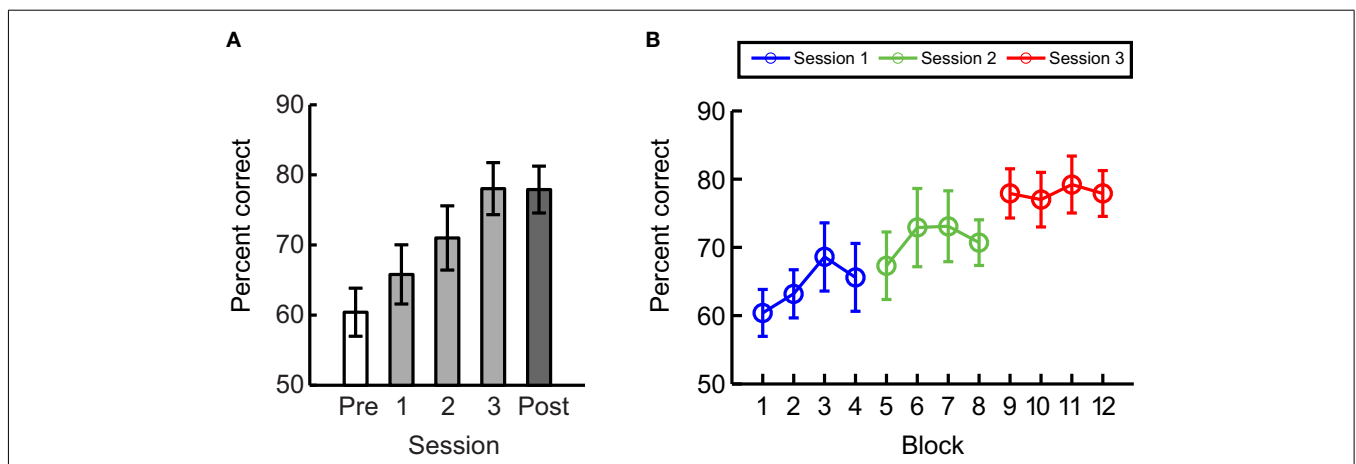 A
90
80
70
60
50
Percent correct
Pre 1 2 3 Post
Session
B
Session 1 Session 2 Session 3
90
80
70
60
50
Percent correct
1 2 3 4 5 6 7 8 9 10 11 12
Block